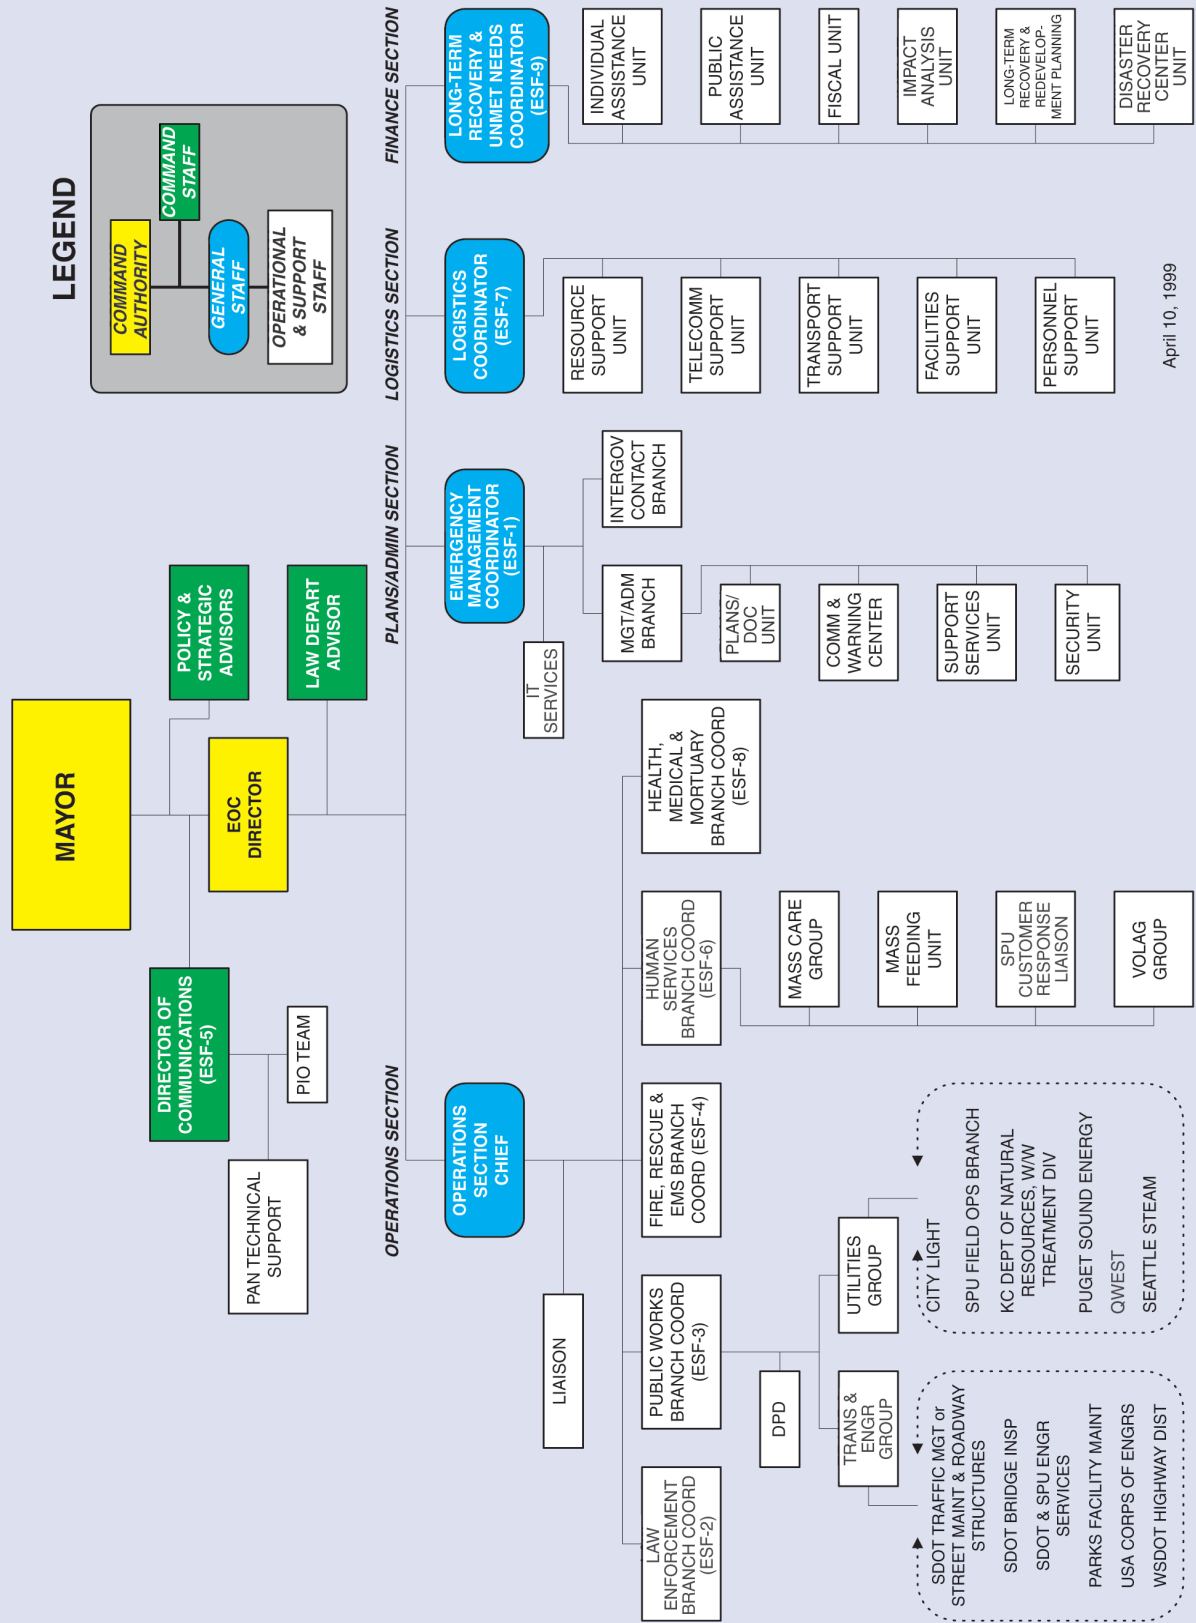 MAYOR
POLICY &
STRATEGIC
ADVISORS
EOC
DIRECTOR
LAW DEPART
ADVISOR
DIRECTOR OF
COMMUNICATIONS
(ESF-5)
PIO TEAM
PAN TECHNICAL
SUPPORT
LEGEND
COMMAND
AUTHORITY
COMMAND
STAFF
GENERAL
STAFF
OPERATIONAL
& SUPPORT
STAFF
OPERATIONS SECTION
OPERATIONS
SECTION
CHIEF
LIAISON
LAW
ENFORCEMENT
BRANCH COORD
(ESF-2)
PUBLIC WORKS
BRANCH COORD
(ESF-3)
DPD
TRANS &
ENGR
GROUP
SDOT TRAFFIC MGT or
STREET MAINT & ROADWAY
STRUCTURES
SDOT BRIDGE INSP
SDOT & SPU ENGR
SERVICES
PARKS FACILITY MAINT
USA CORPS OF ENGRS
WSDOT HIGHWAY DIST
UTILITIES
GROUP
CITY LIGHT
SPU FIELD OPS BRANCH
KC DEPT OF NATURAL
RESOURCES, W/W
TREATMENT DIV
PUGET SOUND ENERGY
QWEST
SEATTLE STEAM
FIRE, RESCUE &
EMS BRANCH
COORD (ESF-4)
HUMAN
SERVICES
BRANCH COORD
(ESF-6)
MASS CARE
GROUP
MASS
FEEDING
UNIT
SPU
CUSTOMER
RESPONSE
LIAISON
VOLAG
GROUP
HEALTH,
MEDICAL &
MORTUARY
BRANCH COORD
(ESF-8)
PLANS/ADMIN SECTION
EMERGENCY
MANAGEMENT
COORDINATOR
(ESF-1)
IT
SERVICES
MGT/ADM
BRANCH
PLANS/
DOC
UNIT
COMM &
WARNING
CENTER
SUPPORT
SERVICES
UNIT
SECURITY
UNIT
INTERGOV
CONTACT
BRANCH
LOGISTICS SECTION
LOGISTICS
COORDINATOR
(ESF-7)
RESOURCE
SUPPORT
UNIT
TELECOMM
SUPPORT
UNIT
TRANSPORT
SUPPORT
UNIT
FACILITIES
SUPPORT
UNIT
PERSONNEL
SUPPORT
UNIT
FINANCE SECTION
LONG-TERM
RECOVERY &
UNMET NEEDS
COORDINATOR
(ESF-9)
INDIVIDUAL
ASSISTANCE
UNIT
PUBLIC
ASSISTANCE
UNIT
FISCAL UNIT
IMPACT
ANALYSIS
UNIT
LONG-TERM
RECOVERY &
REDEVELOP-
MENT PLANNING
DISASTER
RECOVERY
CENTER
UNIT
April 10, 1999